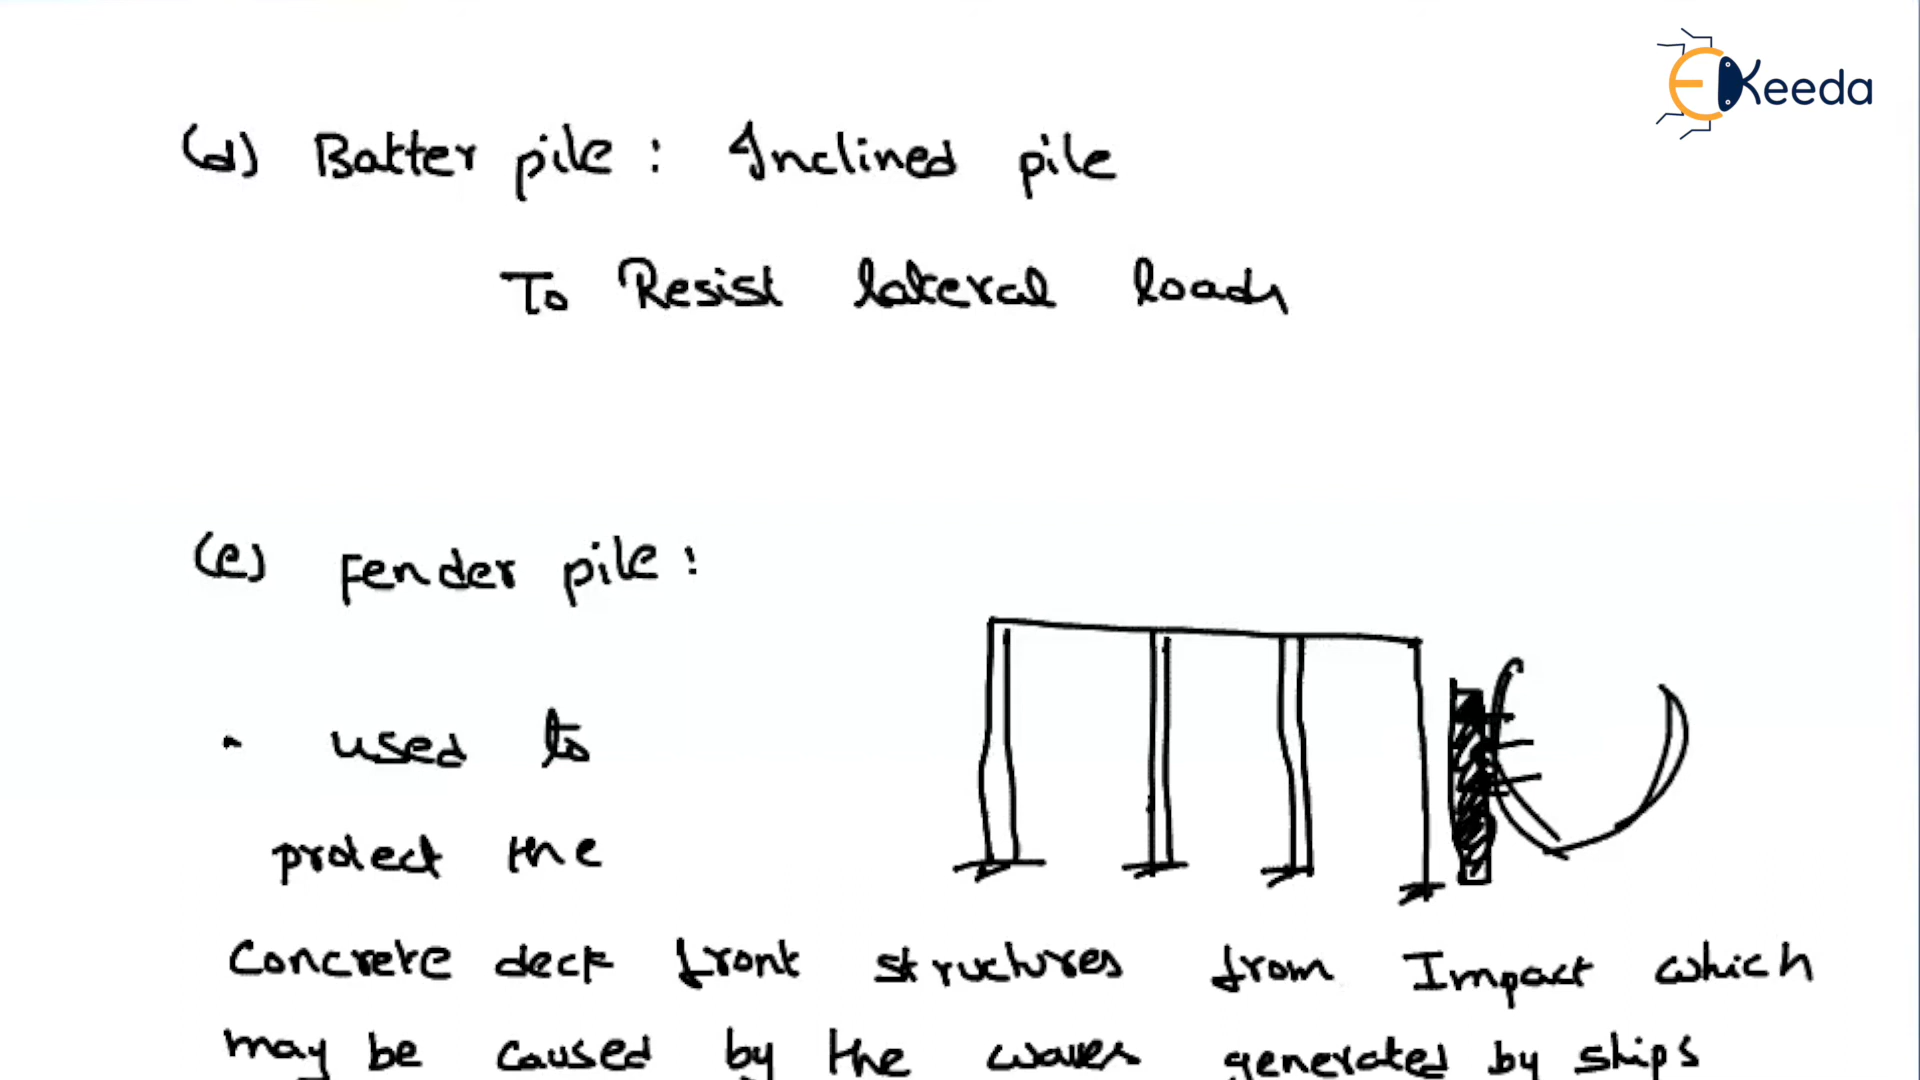 EKeeda
(d) Batter pile : Inclined pile
To Resist lateral loads
(e) Fender pile :
- used to
protect the
Concrete deck front structures from Impact which
may be caused by the waves generated by ships